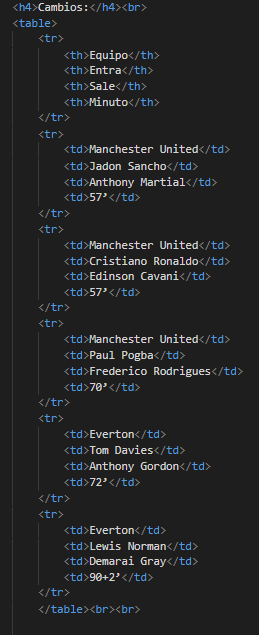 <h4>Cambios:</h4><br>
<table>
<tr>
<th>Equipo</th>
<th>Entra</th>
<th>Sale</th>
<th>Minuto</th>
</tr>
<tr>
<td>Manchester United</td>
<td>Jadon Sancho</td>
<td>Anthony Martial</td>
<td>57’</td>
</tr>
<tr>
<td>Manchester United</td>
<td>Cristiano Ronaldo</td>
<td>Edinson Cavani</td>
<td>57’</td>
</tr>
<tr>
<td>Manchester United</td>
<td>Paul Pogba</td>
<td>Frederico Rodrigues</td>
<td>70’</td>
</tr>
<tr>
<td>Everton</td>
<td>Tom Davies</td>
<td>Anthony Gordon</td>
<td>72’</td>
</tr>
<tr>
<td>Everton</td>
<td>Lewis Norman</td>
<td>Demarai Gray</td>
<td>90+2’</td>
</tr>
</table><br><br>